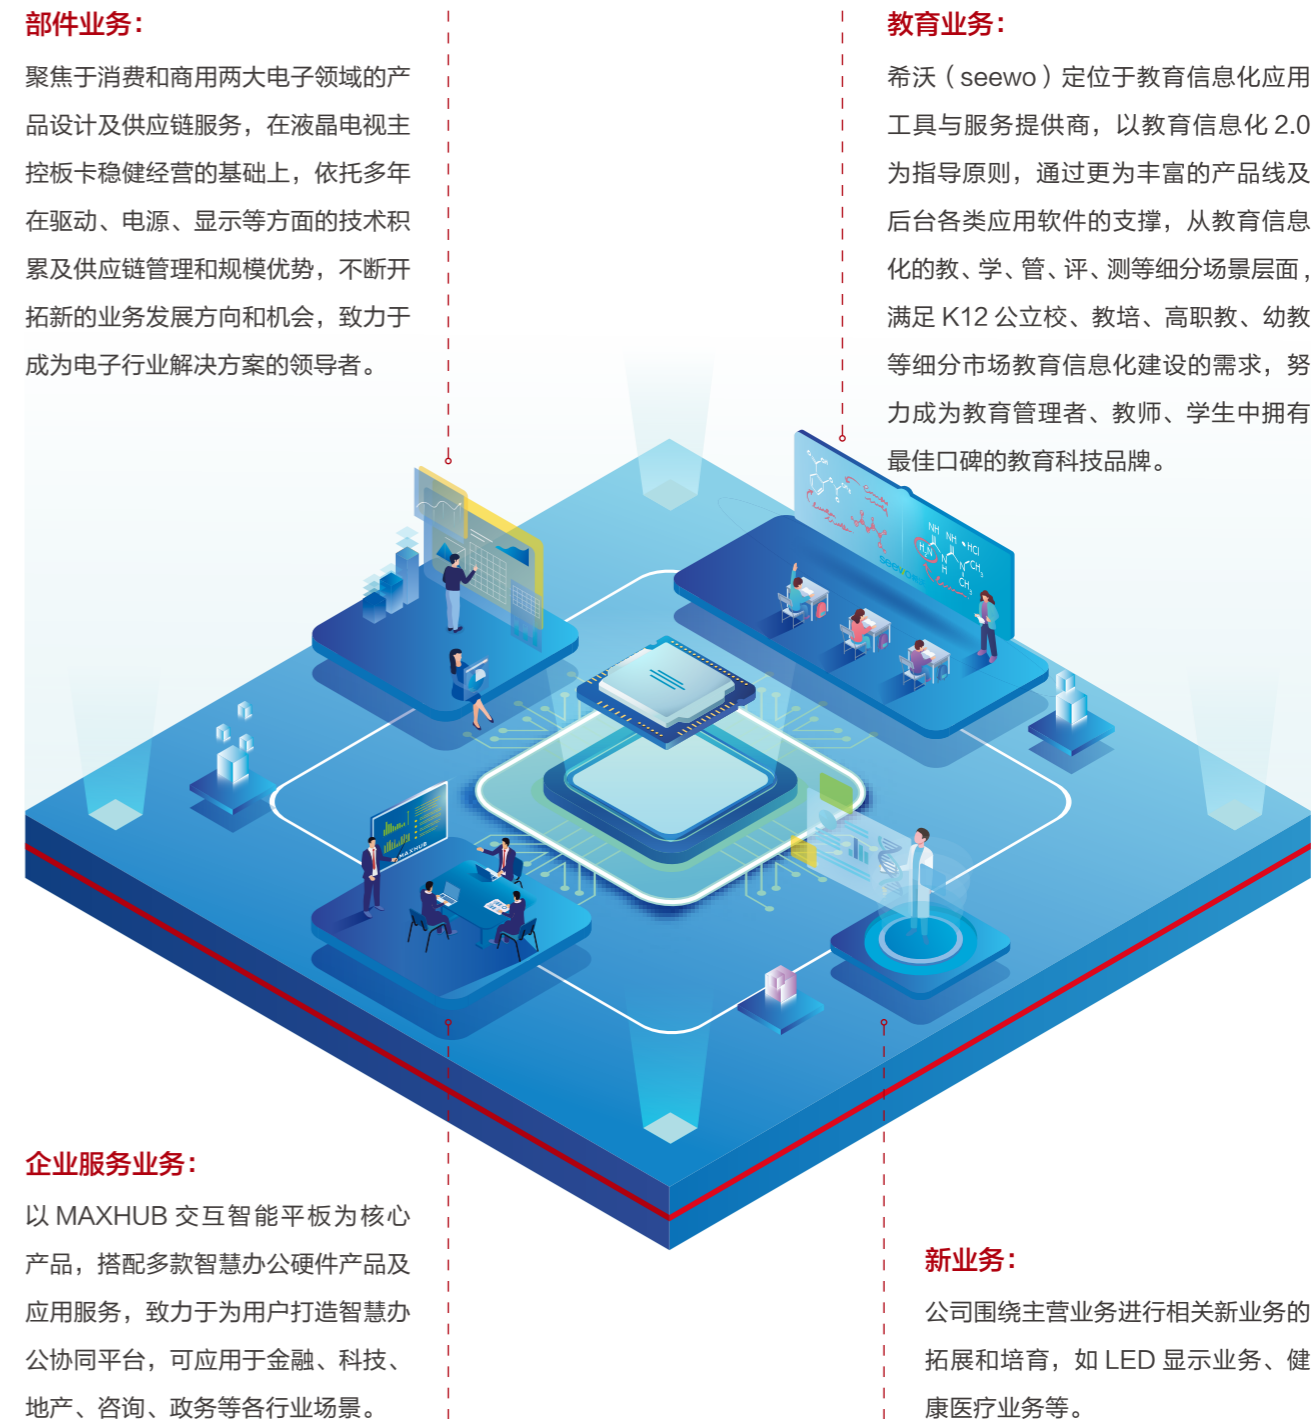 部件业务：
聚焦于消费和商用两大电子领域的产
品设计及供应链服务，在液晶电视主
控板卡稳健经营的基础上，依托多年
在驱动、电源、显示等方面的技术积
累及供应链管理和规模优势，不断开
拓新的业务发展方向和机会，致力于
成为电子行业解决方案的领导者。
教育业务：
希沃（seewo）定位于教育信息化应用
工具与服务提供商，以教育信息化 2.0
为指导原则，通过更为丰富的产品线及
后台各类应用软件的支撑，从教育信息
化的教、学、管、评、测等细分场景层面，
满足 K12 公立校、教培、高职教、幼教
等细分市场教育信息化建设的需求，努
力成为教育管理者、教师、学生中拥有
最佳口碑的教育科技品牌。
NH NH •HCl
H₂N N N CH₃
H CH₃
seewo
MAXHUB
企业服务业务：
以 MAXHUB 交互智能平板为核心
产品，搭配多款智慧办公硬件产品及
应用服务，致力于为用户打造智慧办
公协同平台，可应用于金融、科技、
地产、咨询、政务等各行业场景。
新业务：
公司围绕主营业务进行相关新业务的
拓展和培育，如 LED 显示业务、健
康医疗业务等。